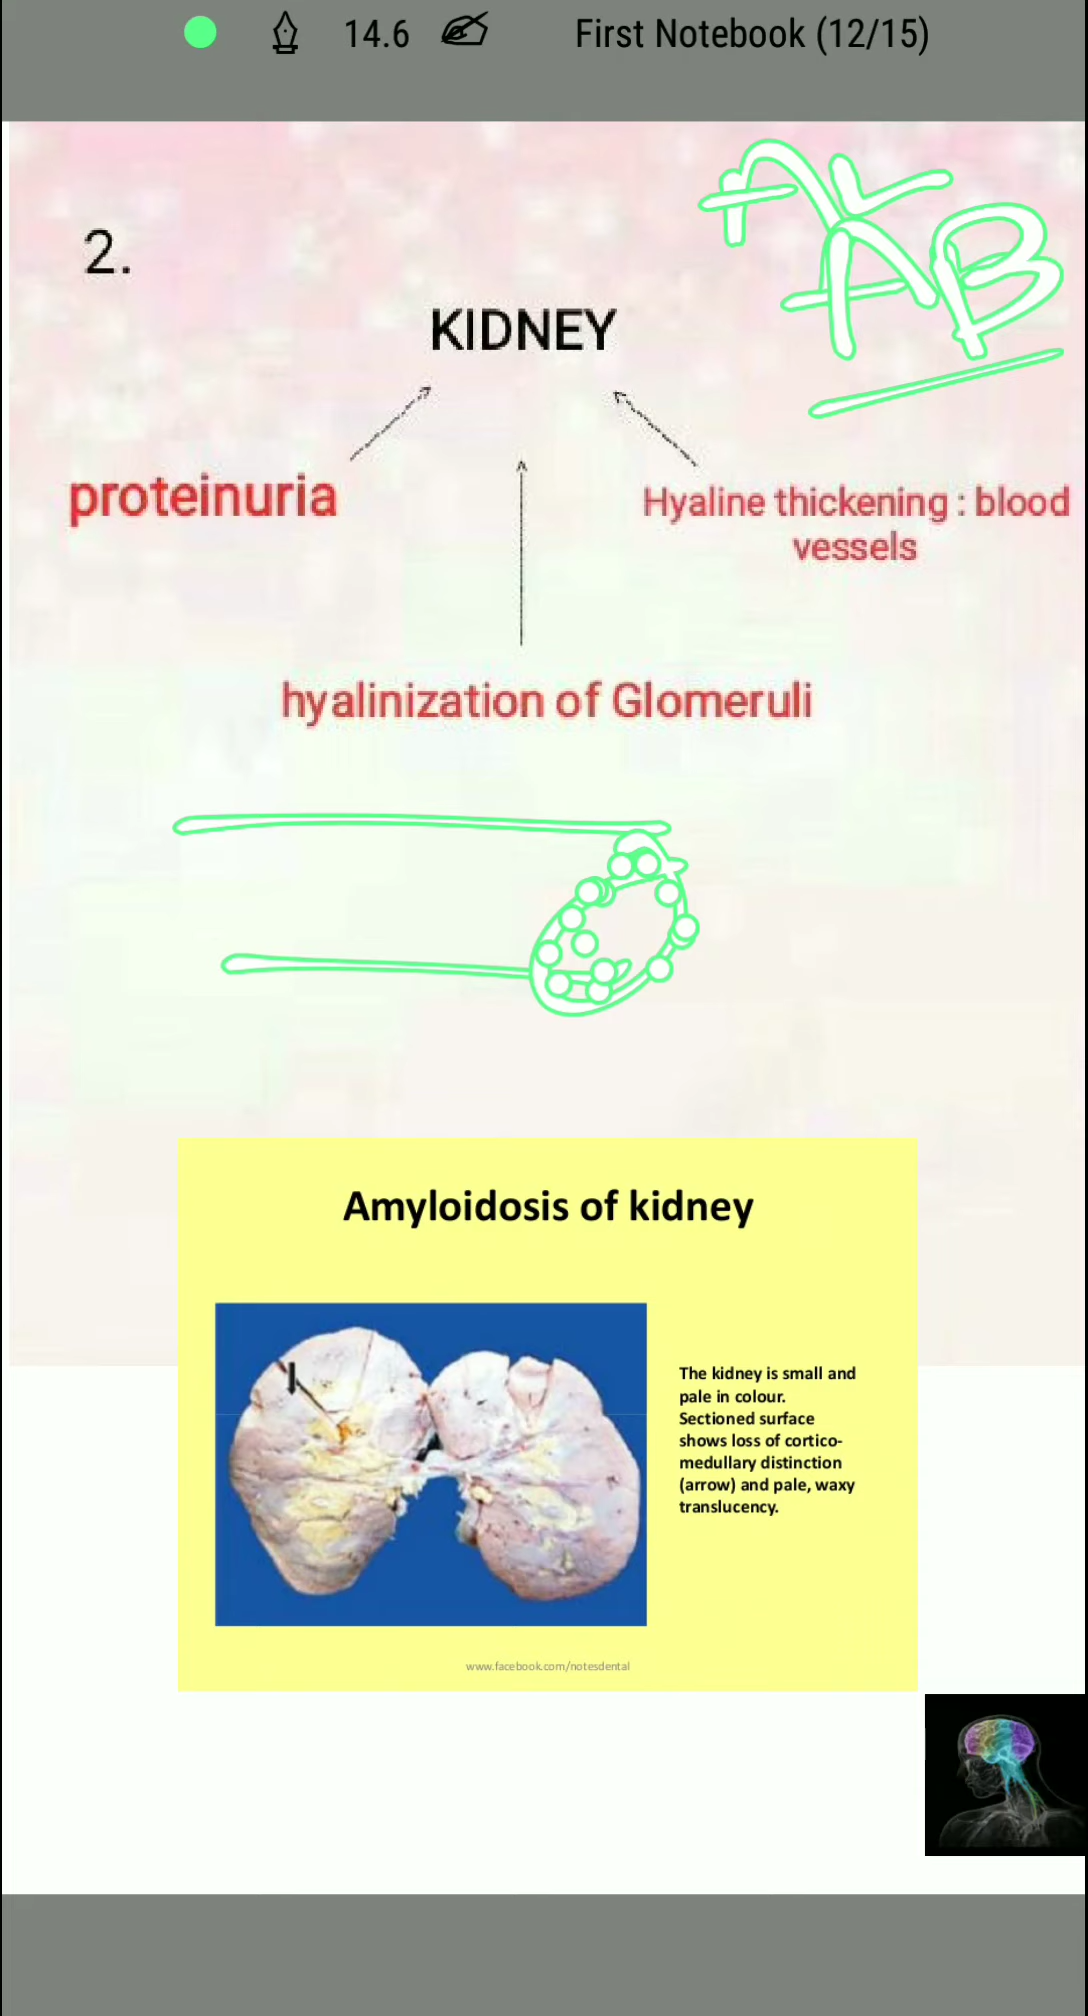 14.6 First Notebook (12/15)
AL
AB
2.
KIDNEY
proteinuria
Hyaline thickening : blood
vessels
hyalinization of Glomeruli
Amyloidosis of kidney
The kidney is small and
pale in colour.
Sectioned surface
shows loss of cortico-
medullary distinction
(arrow) and pale, waxy
translucency.
www.facebook.com/notesdental